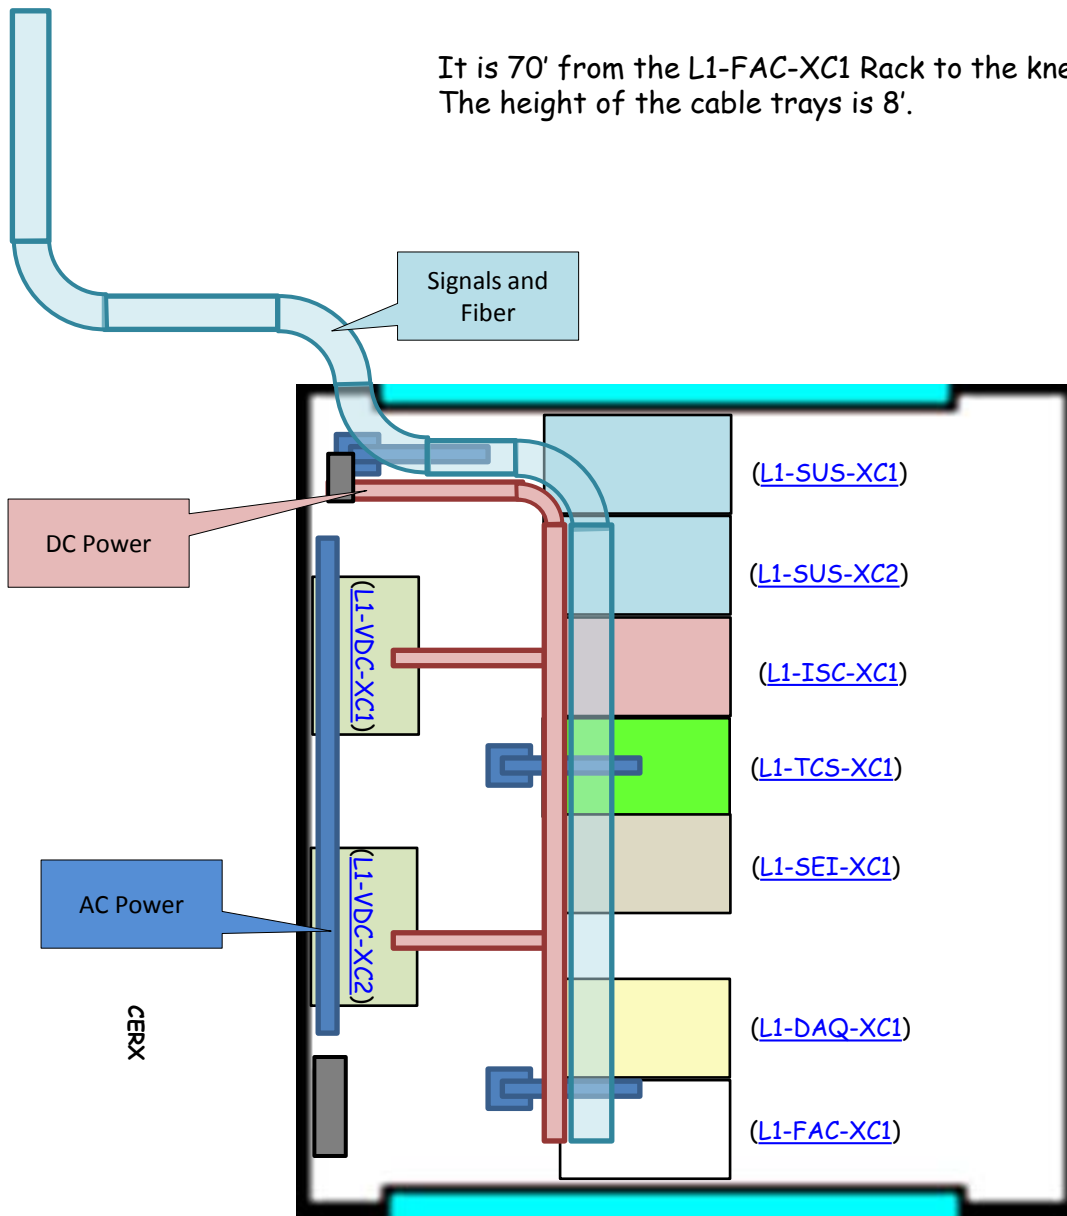 It is 70' from the L1-FAC-XC1 Rack to the
The height of the cable trays is 8'.
Signals and
Fiber
(L1-SUS-XC1)
DC Power
(L1-SUS-XC2)
(L1-VDC-XC1)
(L1-ISC-XC1)
(L1-TCS-XC1)
(L1-SEI-XC1)
AC Power
(L1-VDC-XC2)
CERX
(L1-DAQ-XC1)
(L1-FAC-XC1)